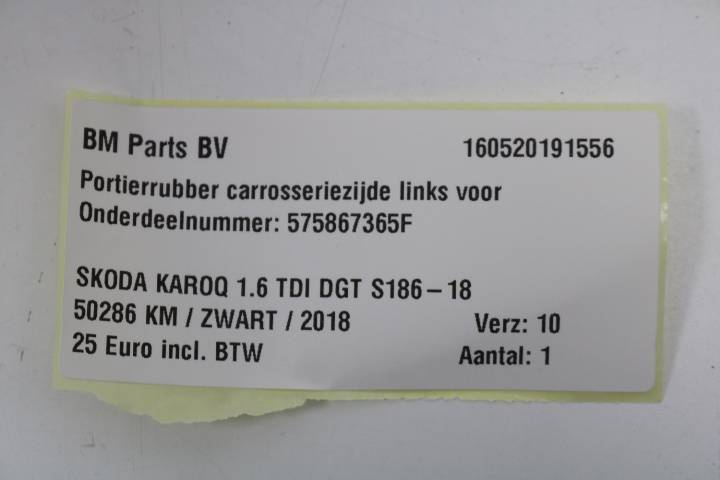 BM Parts BV 160520191556
Portierrubber carrosseriezijde links voor
Onderdeelnummer: 575867365F
SKODA KAROQ 1.6 TDI DGT S186-18
50286 KM / ZWART / 2018 Verz: 10
25 Euro incl. BTW Aantal: 1